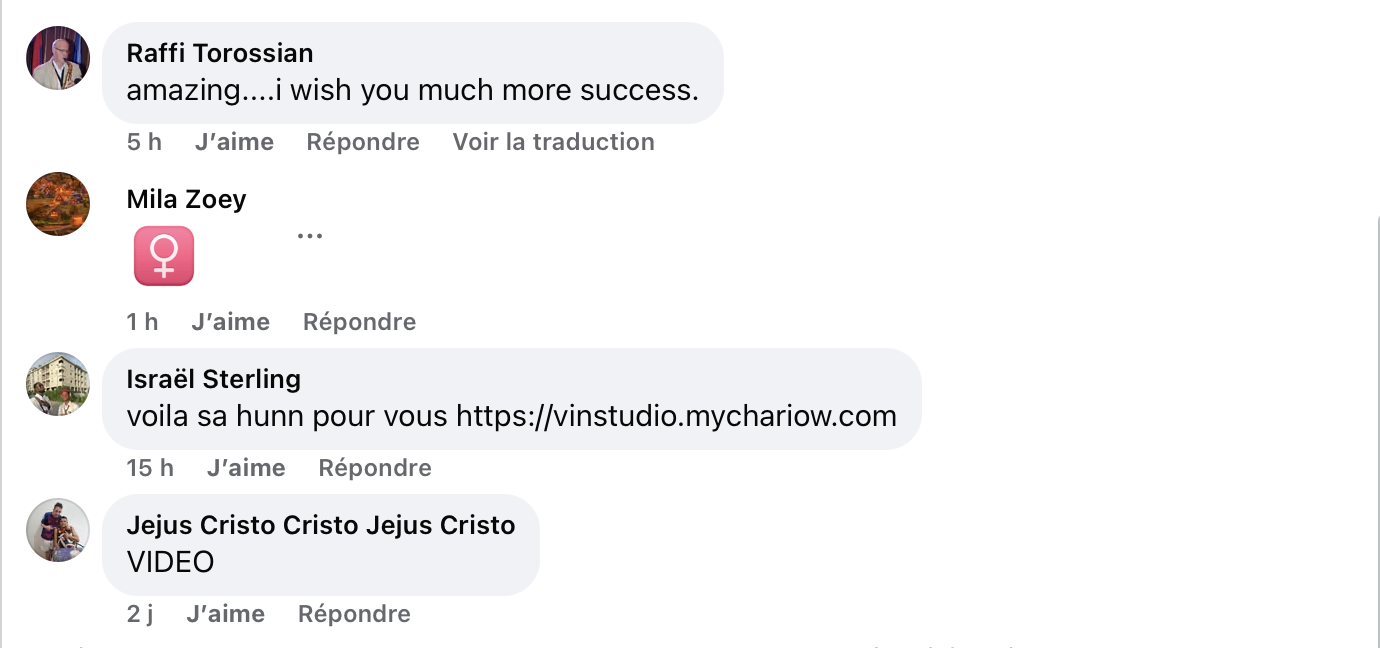 Raffi Torossian
amazing....i wish you much more success.
5 h J’aime Répondre Voir la traduction
Mila Zoey
...
1 h J’aime Répondre
Israël Sterling
voila sa hunn pour vous https://vinstudio.mychariow.com
15 h J’aime Répondre
Jejus Cristo Cristo Jejus Cristo
VIDEO
2 j J’aime Répondre